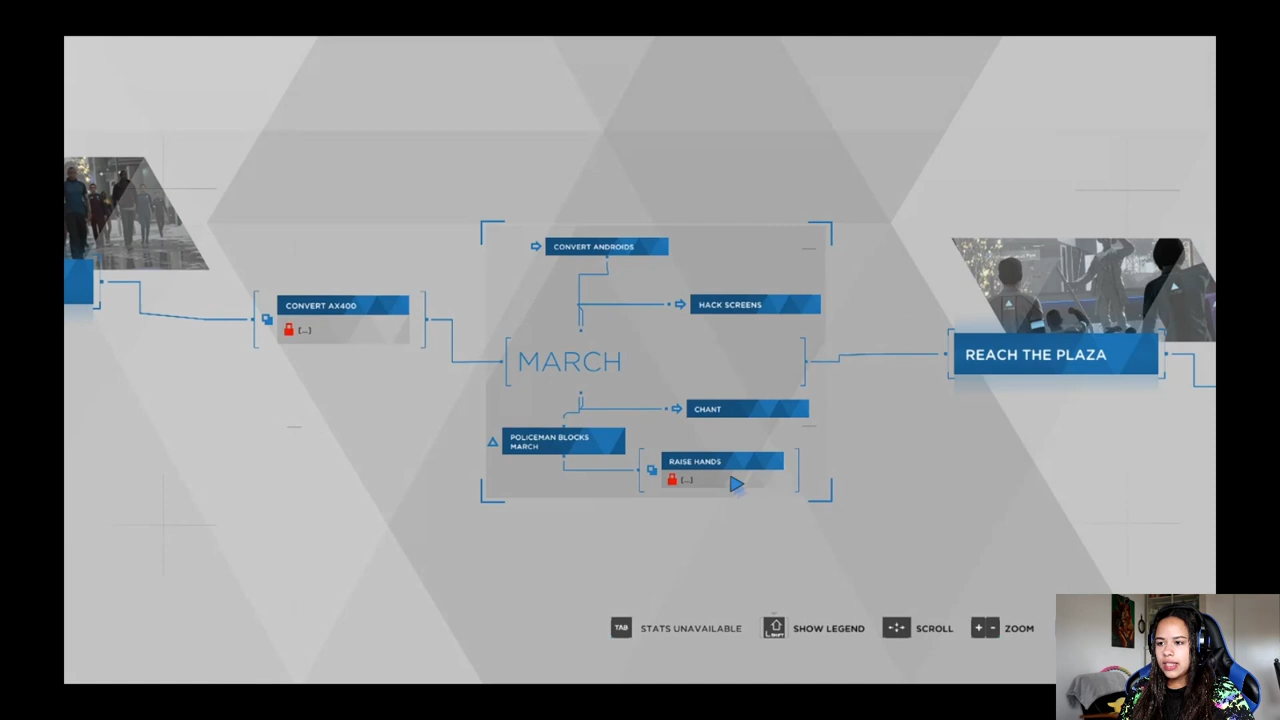 CONVERT ANDROIDS
CONVERT AX400
[...]
HACK SCREENS
MARCH
REACH THE PLAZA
CHANT
POLICEMAN BLOCKS
MARCH
RAISE HANDS
[...]
TAB STATS UNAVAILABLE
L SHIFT SHOW LEGEND
SCROLL
+ - ZOOM